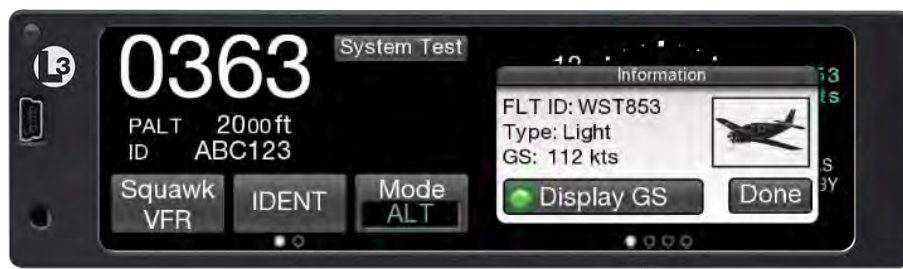 L3
0363
System Test
PALT 2000 ft
ID ABC123
Squawk
VFR
IDENT
Mode
ALT
12
Information
FLT ID: WST853
Type: Light
GS: 112 kts
Display GS
Done